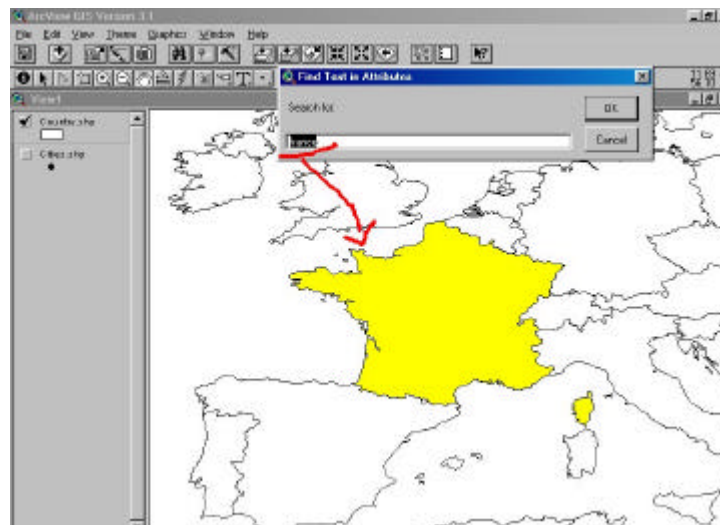 ArcView GIS Version 3.1
File Edit View Theme Graphics Window Help
Find Text in Attributes
Search for:
OK
Cancel
View1
Country.shp
Cities.shp